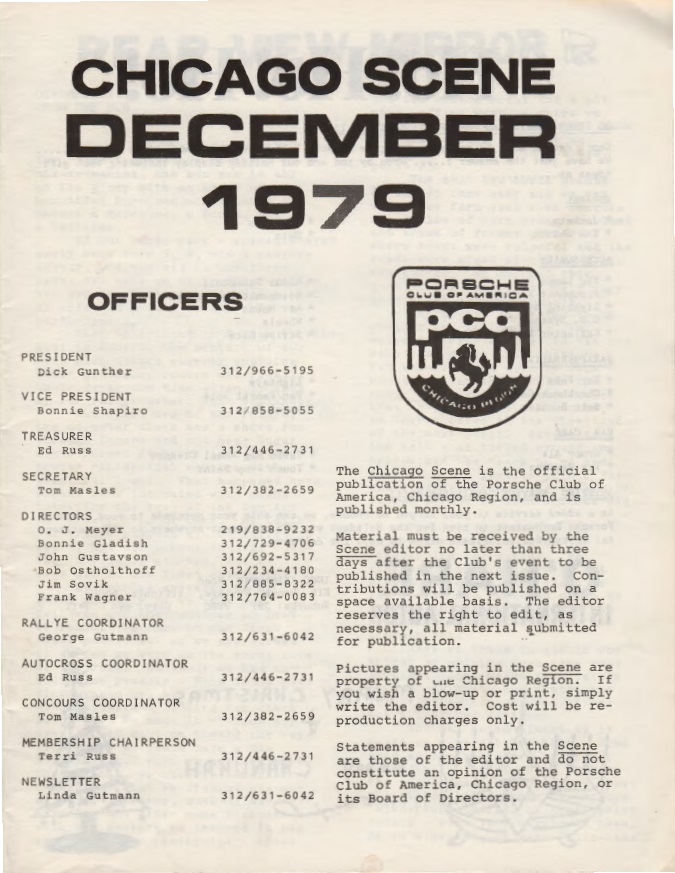 CHICAGO SCENE
DECEMBER
1979
OFFICERS
PRESIDENT
Dick Gunther 312/966-5195
VICE PRESIDENT
Bonnie Shapiro 312/858-5055
TREASURER
Ed Russ 312/446-2731
SECRETARY
Tom Masles 312/382-2659
DIRECTORS
O. J. Meyer 219/838-9232
Bonnie Gladish 312/729-4706
John Gustavson 312/692-5317
Bob Ostholthoff 312/234-4180
Jim Sovik 312/885-8322
Frank Wagner 312/764-0083
RALLYE COORDINATOR
George Gutmann 312/631-6042
AUTOCROSS COORDINATOR
Ed Russ 312/446-2731
CONCOURS COORDINATOR
Tom Masles 312/382-2659
MEMBERSHIP CHAIRPERSON
Terri Russ 312/446-2731
NEWSLETTER
Linda Gutmann 312/631-6042
PORSCHE
CLUB OF AMERICA
pca
CHICAGO REGION
The Chicago Scene is the official
publication of the Porsche Club of
America, Chicago Region, and is
published monthly.
Material must be received by the
Scene editor no later than three
days after the Club's event to be
published in the next issue. Con-
tributions will be published on a
space available basis. The editor
reserves the right to edit, as
necessary, all material submitted
for publication.
Pictures appearing in the Scene are
property of the Chicago Region. If
you wish a blow-up or print, simply
write the editor. Cost will be re-
production charges only.
Statements appearing in the Scene
are those of the editor and do not
constitute an opinion of the Porsche
Club of America, Chicago Region, or
its Board of Directors.